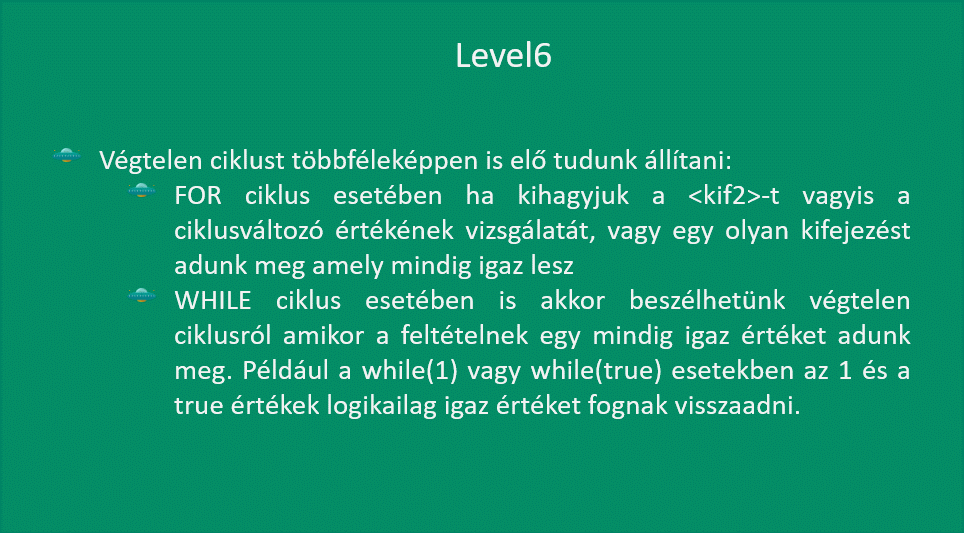 Level6
Végtelen ciklust többféleképpen is elő tudunk állítani:
FOR ciklus esetében ha kihagyjuk a <kif2>-t vagyis a
ciklusváltozó értékének vizsgálatát, vagy egy olyan kifejezést
adunk meg amely mindig igaz lesz
WHILE ciklus esetében is akkor beszélhetünk végtelen
ciklusról amikor a feltételnek egy mindig igaz értéket adunk
meg. Például a while(1) vagy while(true) esetekben az 1 és a
true értékek logikailag igaz értéket fognak visszaadni.